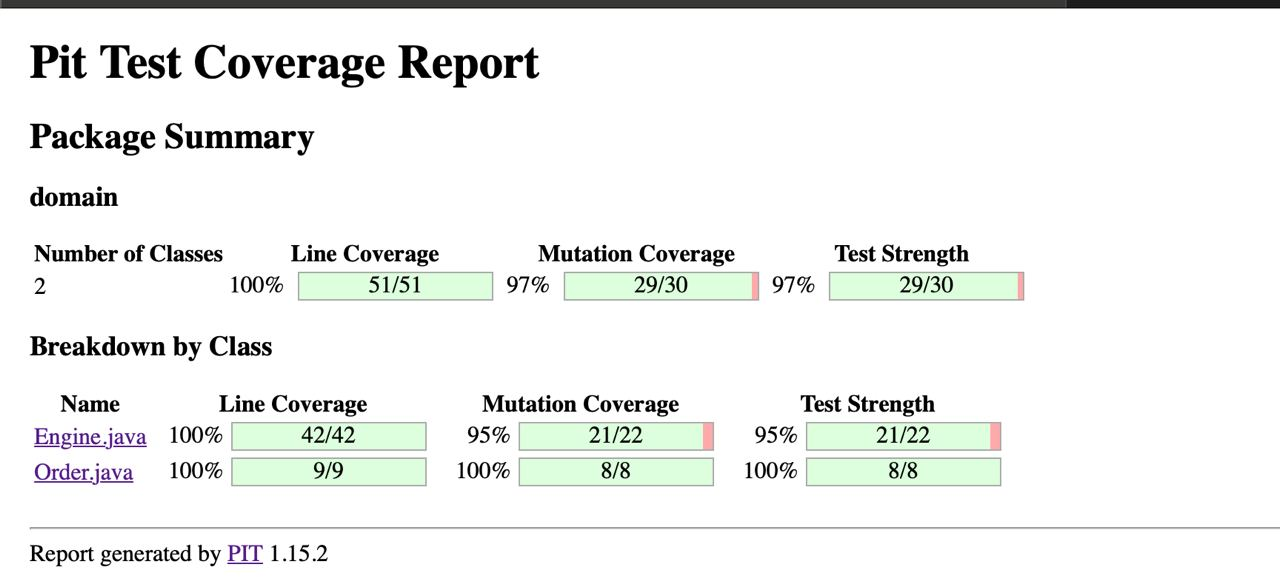 Pit Test Coverage Report
Package Summary
domain
Number of Classes Line Coverage Mutation Coverage Test Strength
2 100% 51/51 97% 29/30 97% 29/30
Breakdown by Class
Name Line Coverage Mutation Coverage Test Strength
Engine.java 100% 42/42 95% 21/22 95% 21/22
Order.java 100% 9/9 100% 8/8 100% 8/8
Report generated by PIT 1.15.2